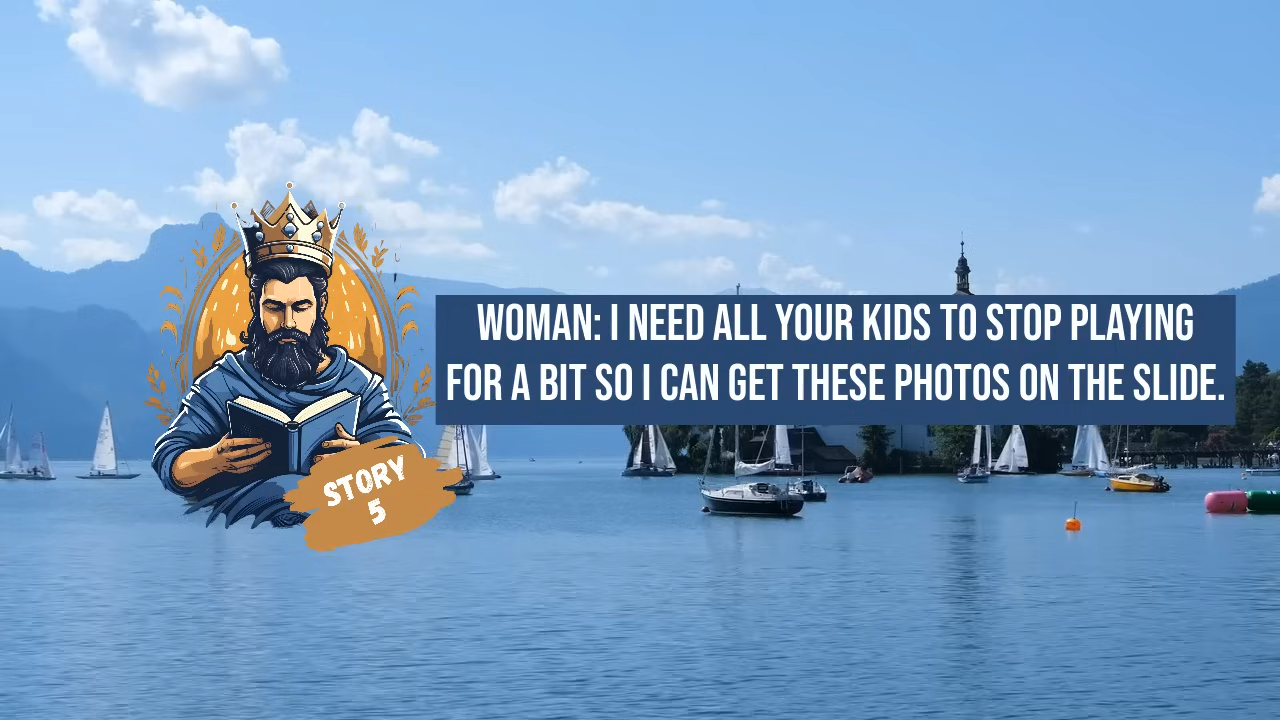 WOMAN: I NEED ALL YOUR KIDS TO STOP PLAYING
FOR A BIT SO I CAN GET THESE PHOTOS ON THE SLIDE.
STORY
5